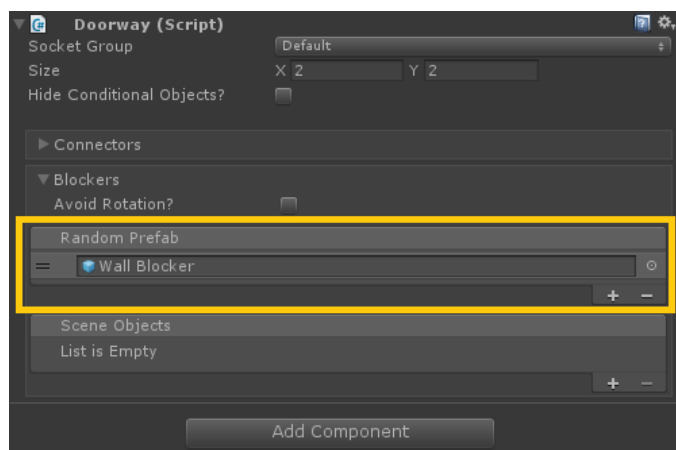 Doorway (Script)
Socket Group Default
Size X 2 Y 2
Hide Conditional Objects?
Connectors
Blockers
Avoid Rotation?
Random Prefab
Wall Blocker
+ −
Scene Objects
List is Empty
+ −
Add Component